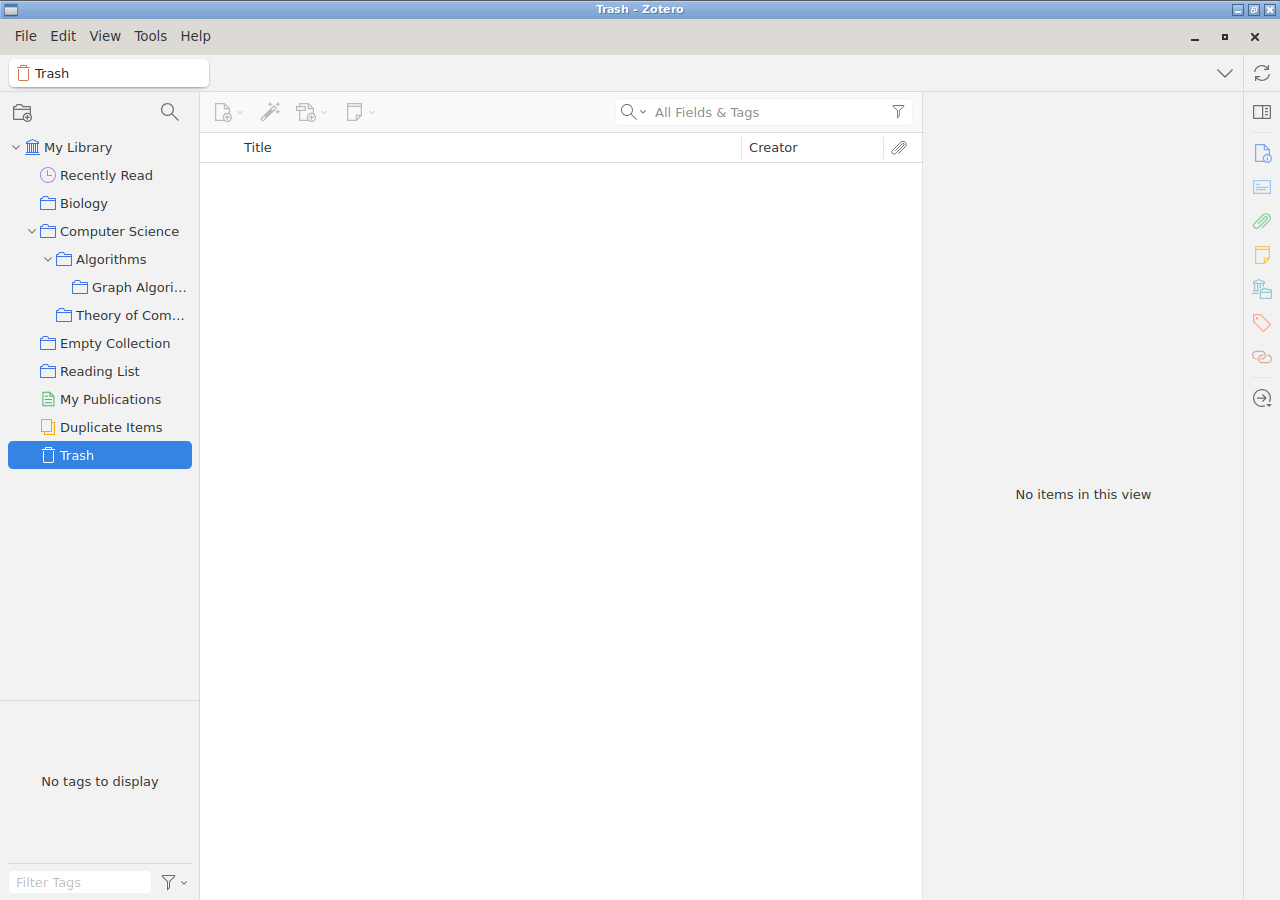 Trash - Zotero
File Edit View Tools Help
Trash
All Fields & Tags
Title Creator
My Library
Recently Read
Biology
Computer Science
Algorithms
Graph Algori...
Theory of Com...
Empty Collection
Reading List
My Publications
Duplicate Items
Trash
No items in this view
No tags to display
Filter Tags